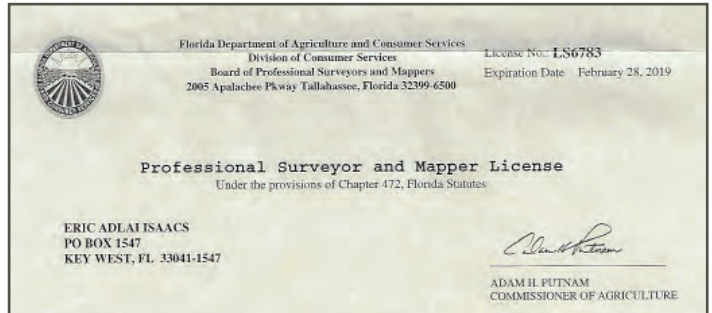 Florida Department of Agriculture and Consumer Services
Division of Consumer Services
Board of Professional Surveyors and Mappers
2005 Apalachee Pkway Tallahassee, Florida 32399-6500
License No.: LS6783
Expiration Date February 28, 2019
Professional Surveyor and Mapper License
Under the provisions of Chapter 472, Florida Statutes
ERIC ADLAI ISAACS
PO BOX 1547
KEY WEST, FL 33041-1547
Adam H. Putnam
ADAM H. PUTNAM
COMMISSIONER OF AGRICULTURE